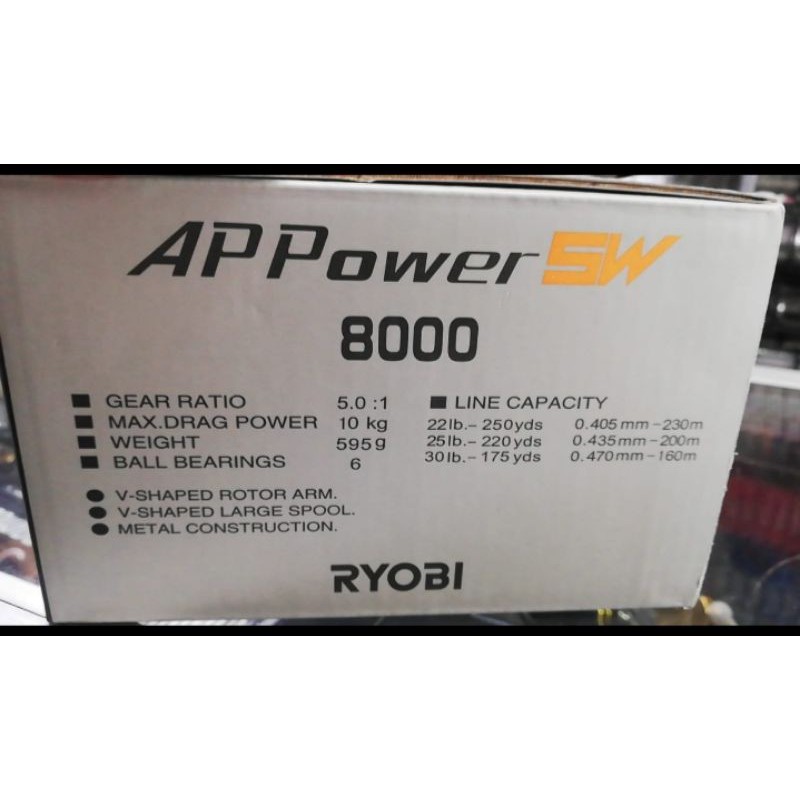 APPower SW
8000
GEAR RATIO 5.0:1
MAX.DRAG POWER 10 kg
WEIGHT 595g
BALL BEARINGS 6
LINE CAPACITY
22lb.-250yds 0.405mm-230m
25lb.-220yds 0.435mm-200m
30lb.-175yds 0.470mm-160m
V-SHAPED ROTOR ARM.
V-SHAPED LARGE SPOOL.
METAL CONSTRUCTION.
RYOBI